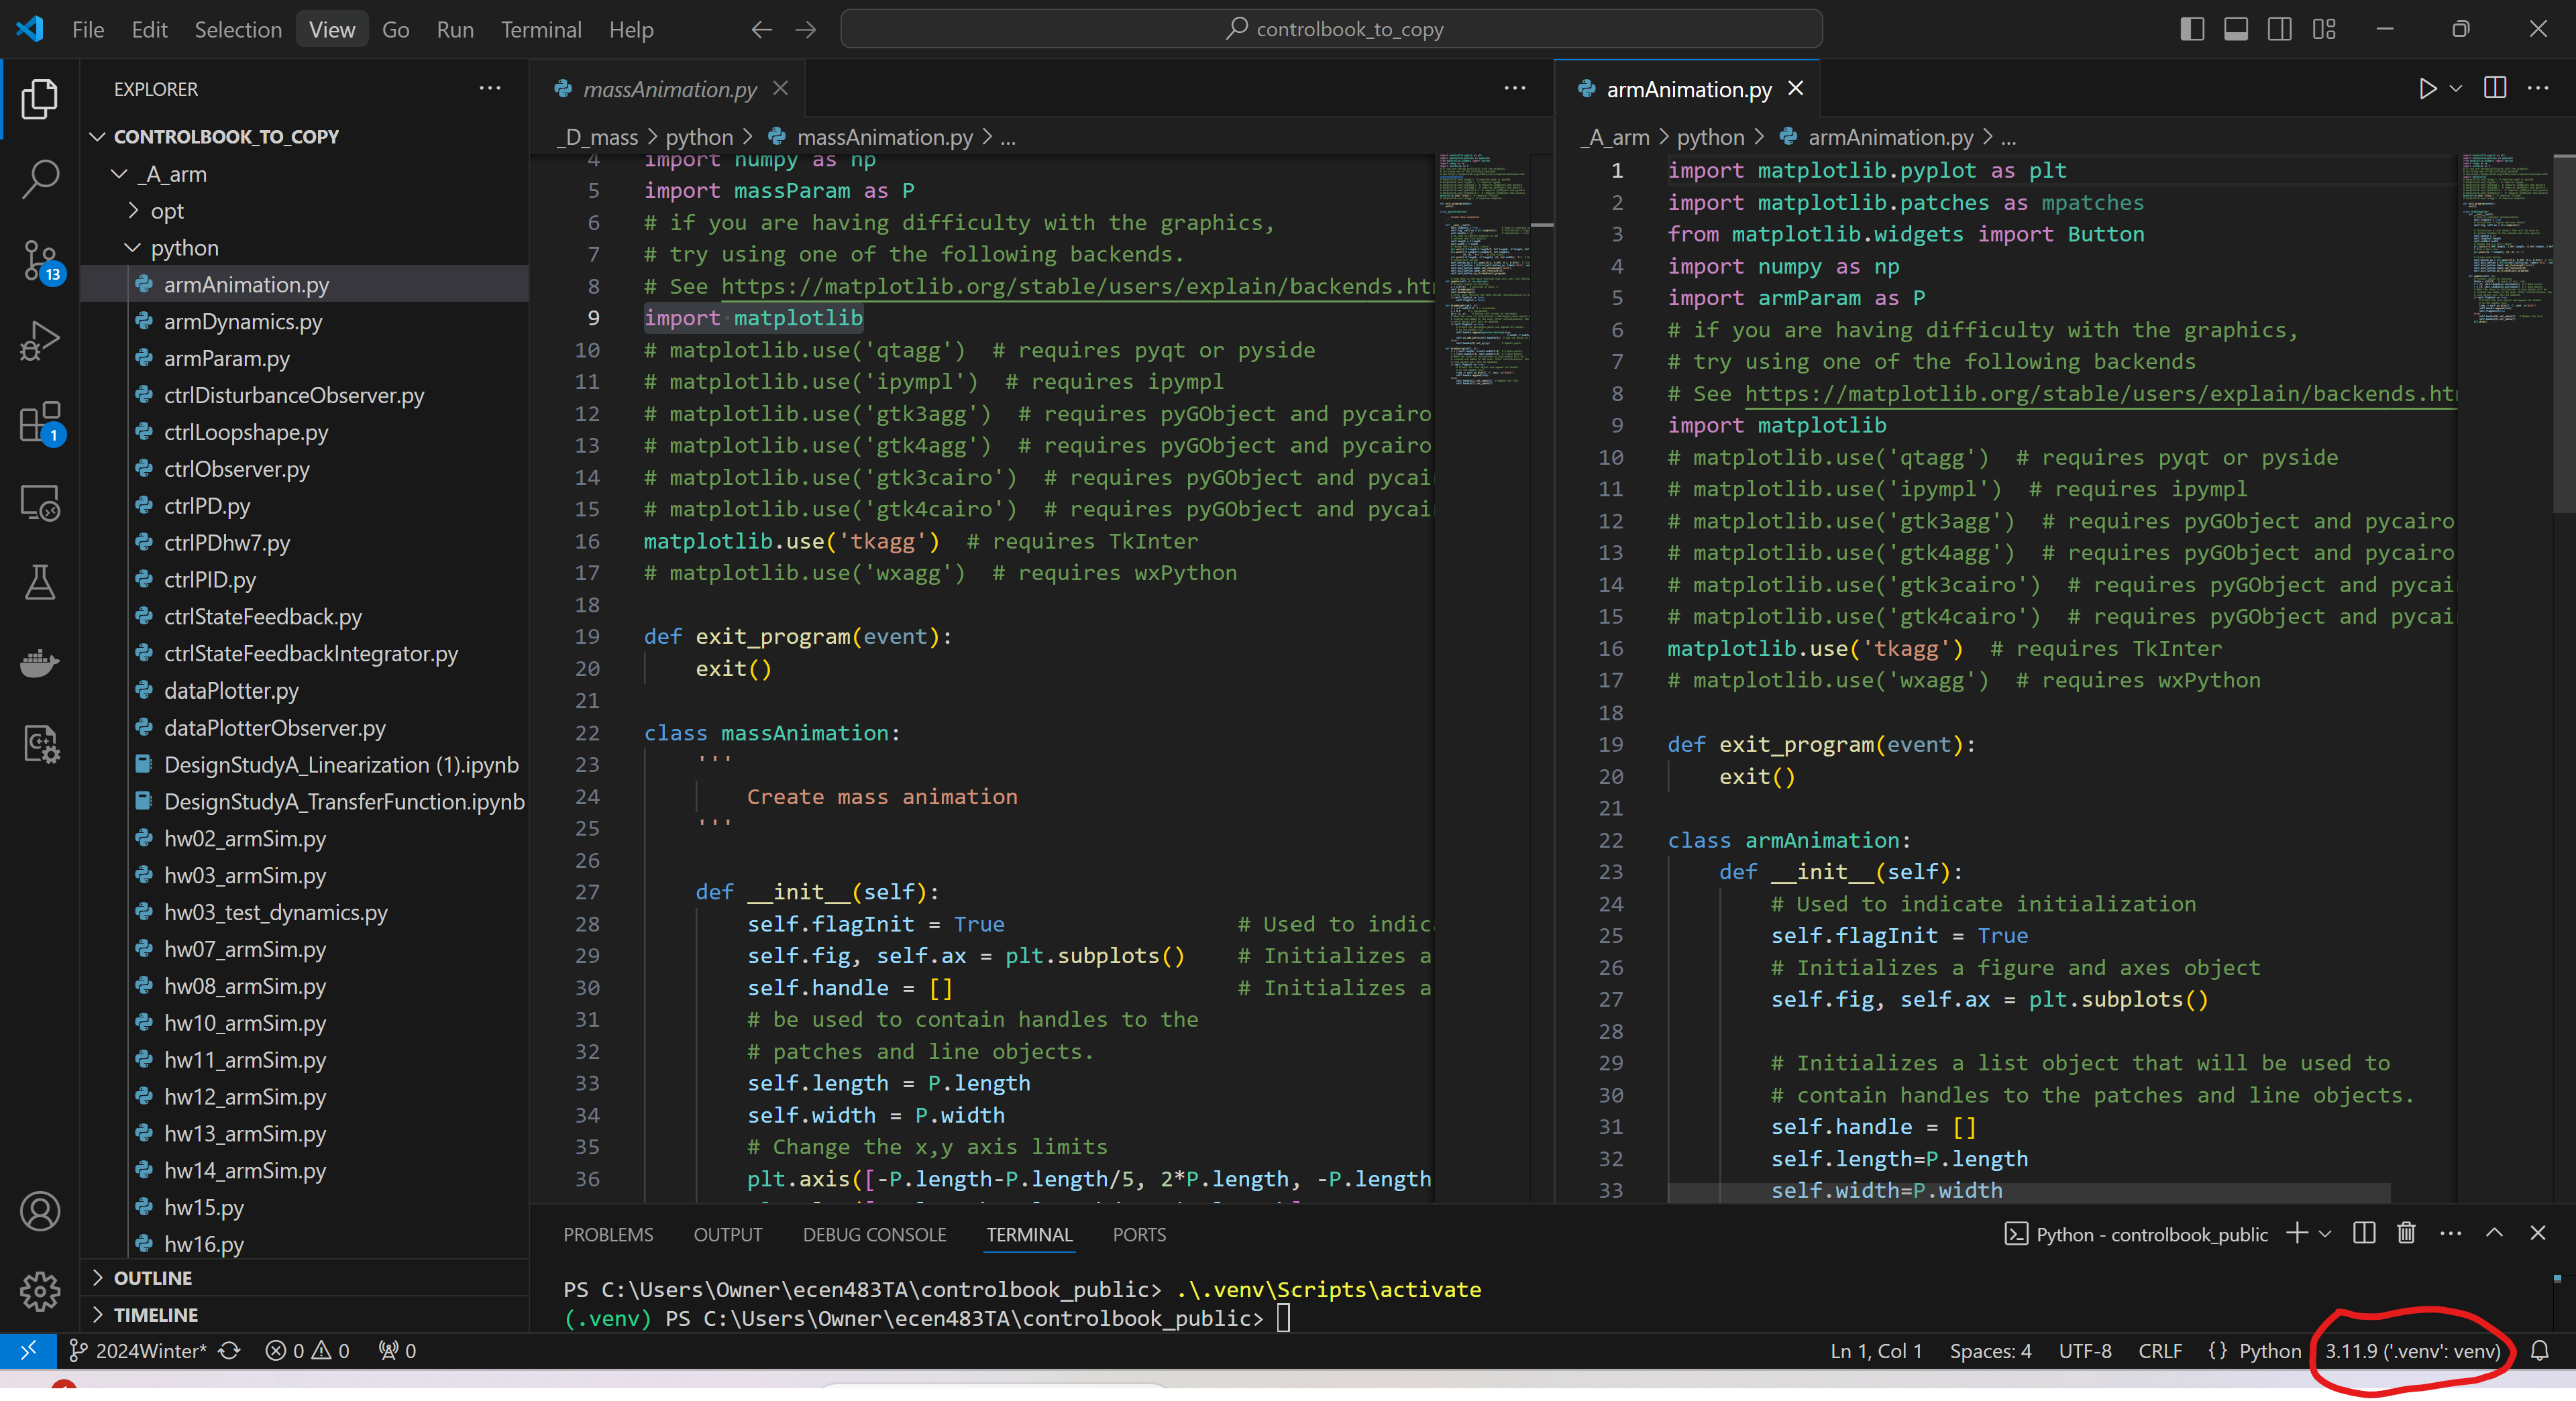 File Edit Selection View Go Run Terminal Help
controlbook_to_copy
EXPLORER
CONTROLBOOK_TO_COPY
_A_arm
opt
python
armAnimation.py
armDynamics.py
armParam.py
ctrlDisturbanceObserver.py
ctrlLoopshape.py
ctrlObserver.py
ctrlPD.py
ctrlPDhw7.py
ctrlPID.py
ctrlStateFeedback.py
ctrlStateFeedbackIntegrator.py
dataPlotter.py
dataPlotterObserver.py
DesignStudyA_Linearization (1).ipynb
DesignStudyA_TransferFunction.ipynb
hw02_armSim.py
hw03_armSim.py
hw03_test_dynamics.py
hw07_armSim.py
hw08_armSim.py
hw10_armSim.py
hw11_armSim.py
hw12_armSim.py
hw13_armSim.py
hw14_armSim.py
hw15.py
hw16.py
OUTLINE
TIMELINE
13
1
massAnimation.py
_D_mass > python > massAnimation.py > ...
4 import numpy as np
5 import massParam as P
6 # if you are having difficulty with the graphics,
7 # try using one of the following backends.
8 # See https://matplotlib.org/stable/users/explain/backends.htm
9 import matplotlib
10 # matplotlib.use('qtagg')  # requires pyqt or pyside
11 # matplotlib.use('ipympl')  # requires ipympl
12 # matplotlib.use('gtk3agg')  # requires pyGObject and pycairo
13 # matplotlib.use('gtk4agg')  # requires pyGObject and pycairo
14 # matplotlib.use('gtk3cairo')  # requires pyGObject and pycai
15 # matplotlib.use('gtk4cairo')  # requires pyGObject and pycai
16 matplotlib.use('tkagg')  # requires TkInter
17 # matplotlib.use('wxagg')  # requires wxPython
18
19 def exit_program(event):
20     exit()
21
22 class massAnimation:
23     '''
24         Create mass animation
25     '''
26
27     def __init__(self):
28         self.flagInit = True                  # Used to indic
29         self.fig, self.ax = plt.subplots()    # Initializes a
30         self.handle = []                      # Initializes a
31         # be used to contain handles to the
32         # patches and line objects.
33         self.length = P.length
34         self.width = P.width
35         # Change the x,y axis limits
36         plt.axis([-P.length-P.length/5, 2*P.length, -P.length
armAnimation.py
_A_arm > python > armAnimation.py > ...
1 import matplotlib.pyplot as plt
2 import matplotlib.patches as mpatches
3 from matplotlib.widgets import Button
4 import numpy as np
5 import armParam as P
6 # if you are having difficulty with the graphics,
7 # try using one of the following backends
8 # See https://matplotlib.org/stable/users/explain/backends.htm
9 import matplotlib
10 # matplotlib.use('qtagg')  # requires pyqt or pyside
11 # matplotlib.use('ipympl')  # requires ipympl
12 # matplotlib.use('gtk3agg')  # requires pyGObject and pycairo
13 # matplotlib.use('gtk4agg')  # requires pyGObject and pycairo
14 # matplotlib.use('gtk3cairo')  # requires pyGObject and pycai
15 # matplotlib.use('gtk4cairo')  # requires pyGObject and pycai
16 matplotlib.use('tkagg')  # requires TkInter
17 # matplotlib.use('wxagg')  # requires wxPython
18
19 def exit_program(event):
20     exit()
21
22 class armAnimation:
23     def __init__(self):
24         # Used to indicate initialization
25         self.flagInit = True
26         # Initializes a figure and axes object
27         self.fig, self.ax = plt.subplots()
28
29         # Initializes a list object that will be used to
30         # contain handles to the patches and line objects.
31         self.handle = []
32         self.length=P.length
33         self.width=P.width
PROBLEMS OUTPUT DEBUG CONSOLE TERMINAL PORTS
Python - controlbook_public
PS C:\Users\Owner\ecen483TA\controlbook_public> .\.venv\Scripts\activate
(.venv) PS C:\Users\Owner\ecen483TA\controlbook_public>
2024Winter* 0 0 0
Ln 1, Col 1 Spaces: 4 UTF-8 CRLF {} Python 3.11.9 ('.venv': venv)